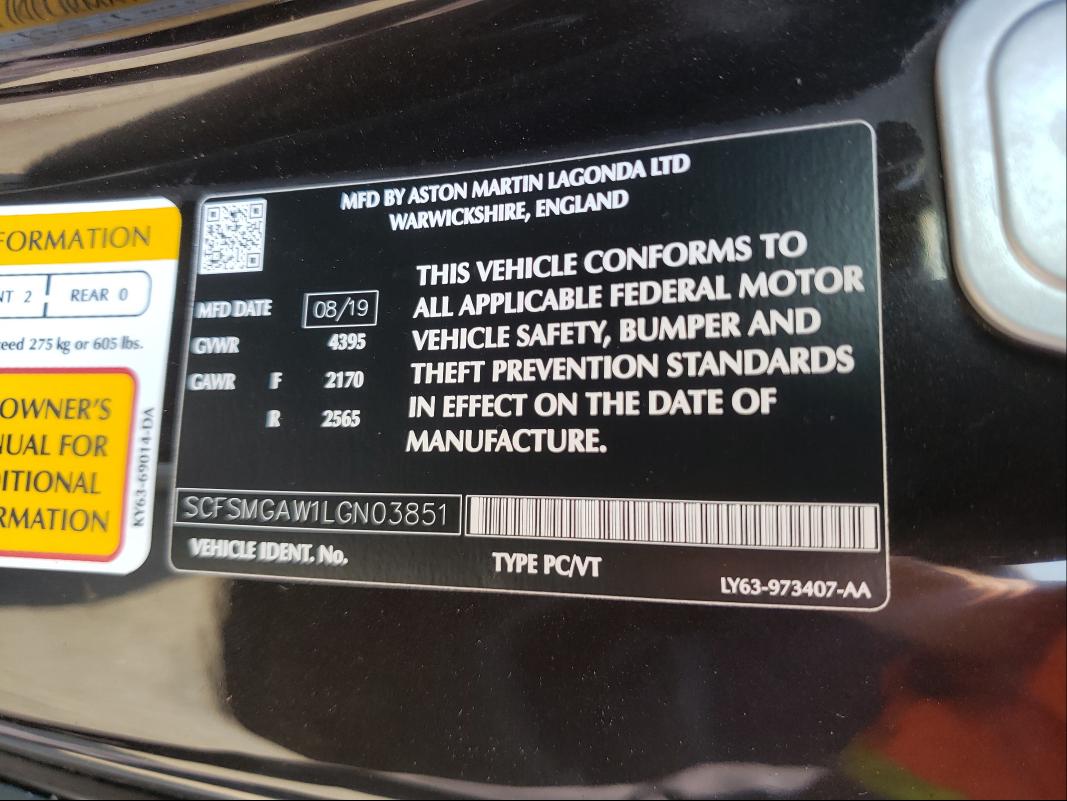 FORMATION
NT 2
REAR 0
eed 275 kg or 605 lbs.
OWNER'S
NUAL FOR
DITIONAL
RMATION
KY63-69014-DA
MFD BY ASTON MARTIN LAGONDA LTD
WARWICKSHIRE, ENGLAND
MFD DATE 08/19
GVWR 4395
GAWR F 2170
R 2565
THIS VEHICLE CONFORMS TO
ALL APPLICABLE FEDERAL MOTOR
VEHICLE SAFETY, BUMPER AND
THEFT PREVENTION STANDARDS
IN EFFECT ON THE DATE OF
MANUFACTURE.
SCFSMGAW1LGN03851
VEHICLE IDENT. No.
TYPE PC/VT
LY63-973407-AA